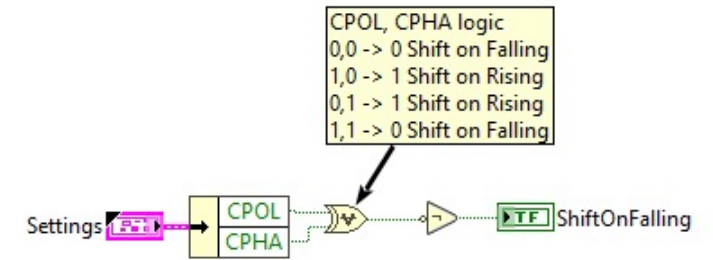 CPOL, CPHA logic
0,0 -> 0 Shift on Falling
1,0 -> 1 Shift on Rising
0,1 -> 1 Shift on Rising
1,1 -> 0 Shift on Falling
Settings
CPOL
CPHA
TF
ShiftOnFalling